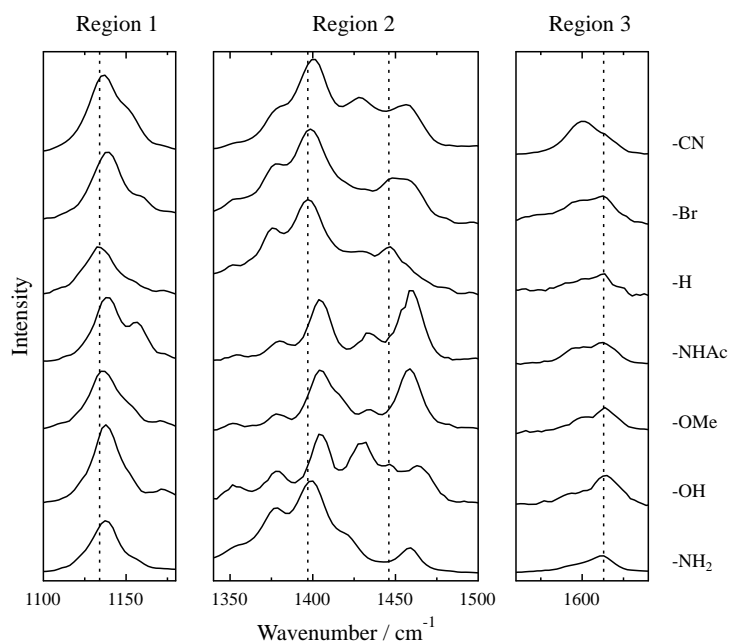 Region 1 Region 2 Region 3
-CN
-Br
-H
-NHAc
-OMe
-OH
-NH₂
Intensity
1100 1150 1350 1400 1450 1500 1600
Wavenumber / cm⁻¹